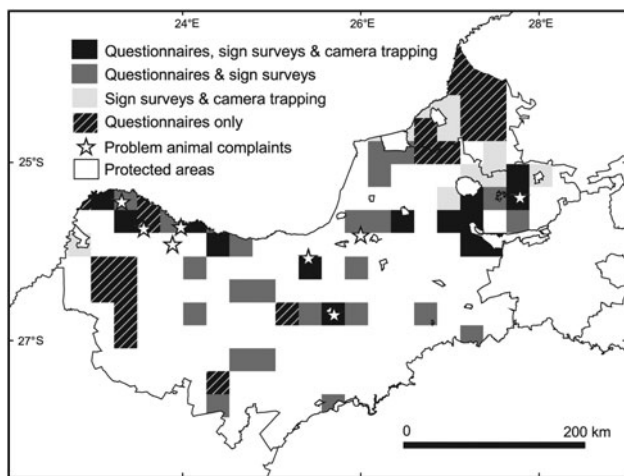 24°E 26°E 28°E
Questionnaires, sign surveys & camera trapping
Questionnaires & sign surveys
Sign surveys & camera trapping
Questionnaires only
Problem animal complaints
Protected areas
25°S
27°S
0 200 km